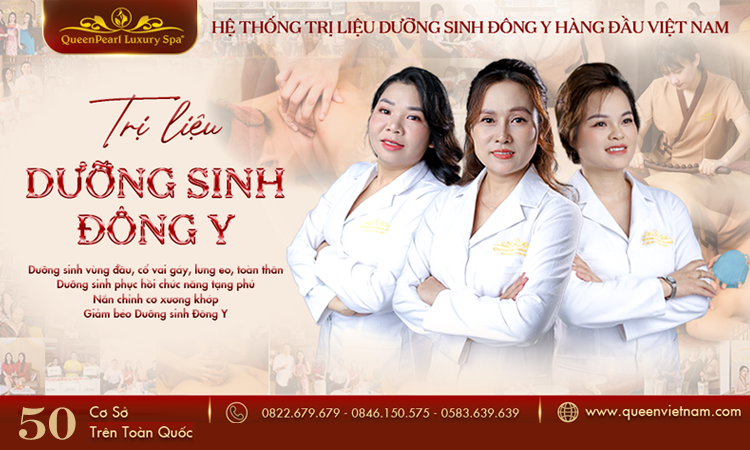 QueenPearl Luxury Spa®
HỆ THỐNG TRỊ LIỆU DƯỠNG SINH ĐÔNG Y HÀNG ĐẦU VIỆT NAM
Trị liệu
DƯỠNG SINH
ĐÔNG Y
Dưỡng sinh vùng đầu, cổ vai gáy, lưng eo, toàn thân
Dưỡng sinh phục hồi chức năng tạng phủ
Nắn chỉnh cơ xương khớp
Giảm béo Dưỡng sinh Đông Y
50 Cơ Sở
Trên Toàn Quốc
0822.679.679 - 0846.150.575 - 0583.639.639
www.queenvietnam.com